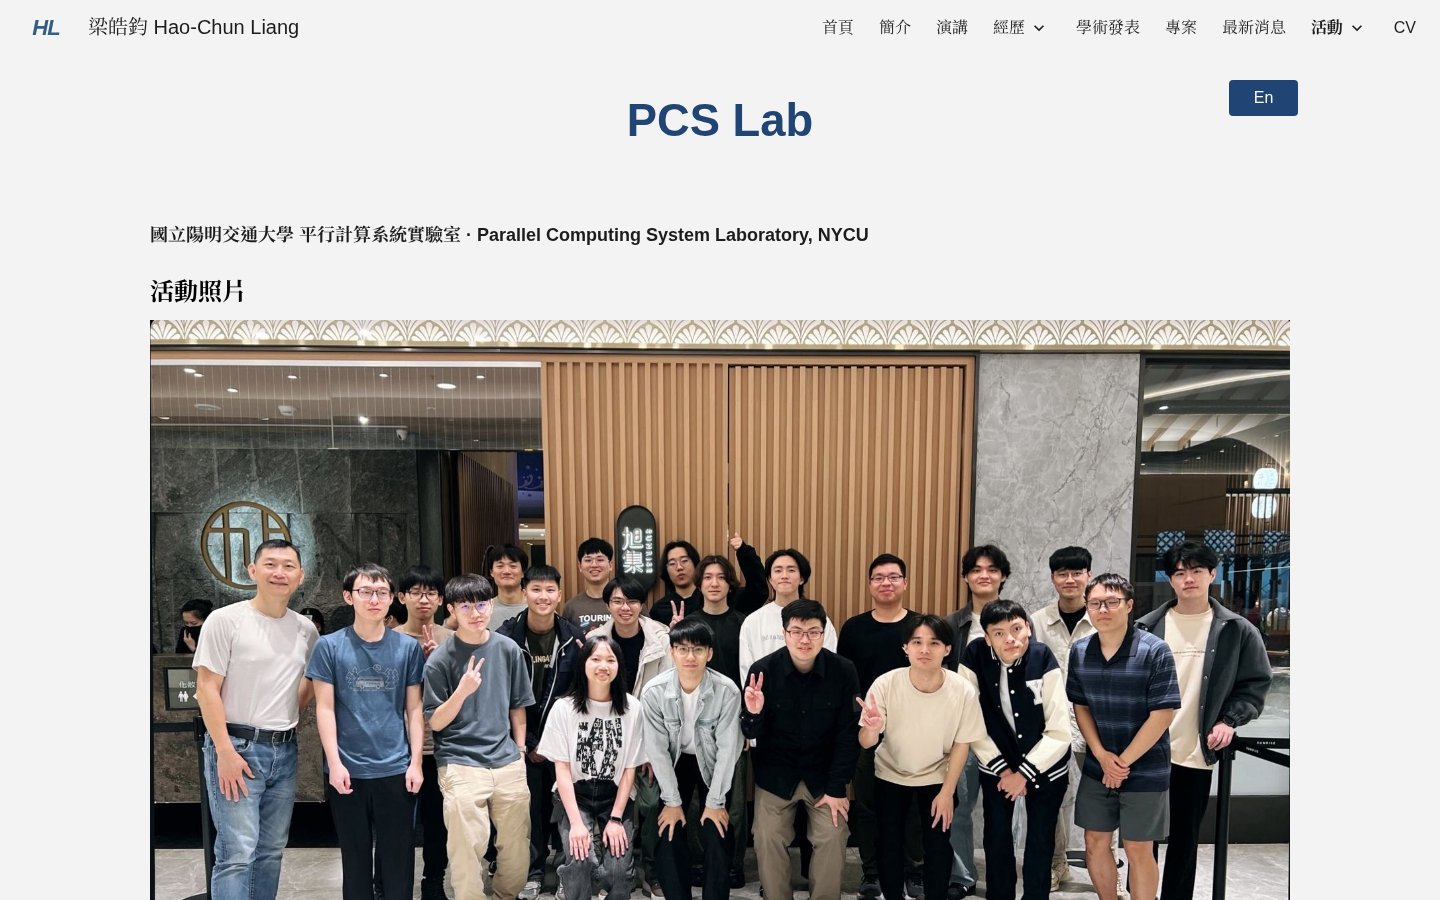 HL
梁皓鈞 Hao-Chun Liang
首頁 簡介 演講 經歷 學術發表 專案 最新消息 活動 CV
En
PCS Lab
國立陽明交通大學 平行計算系統實驗室 · Parallel Computing System Laboratory, NYCU
活動照片
旭集
SUNRISE
TOURIN